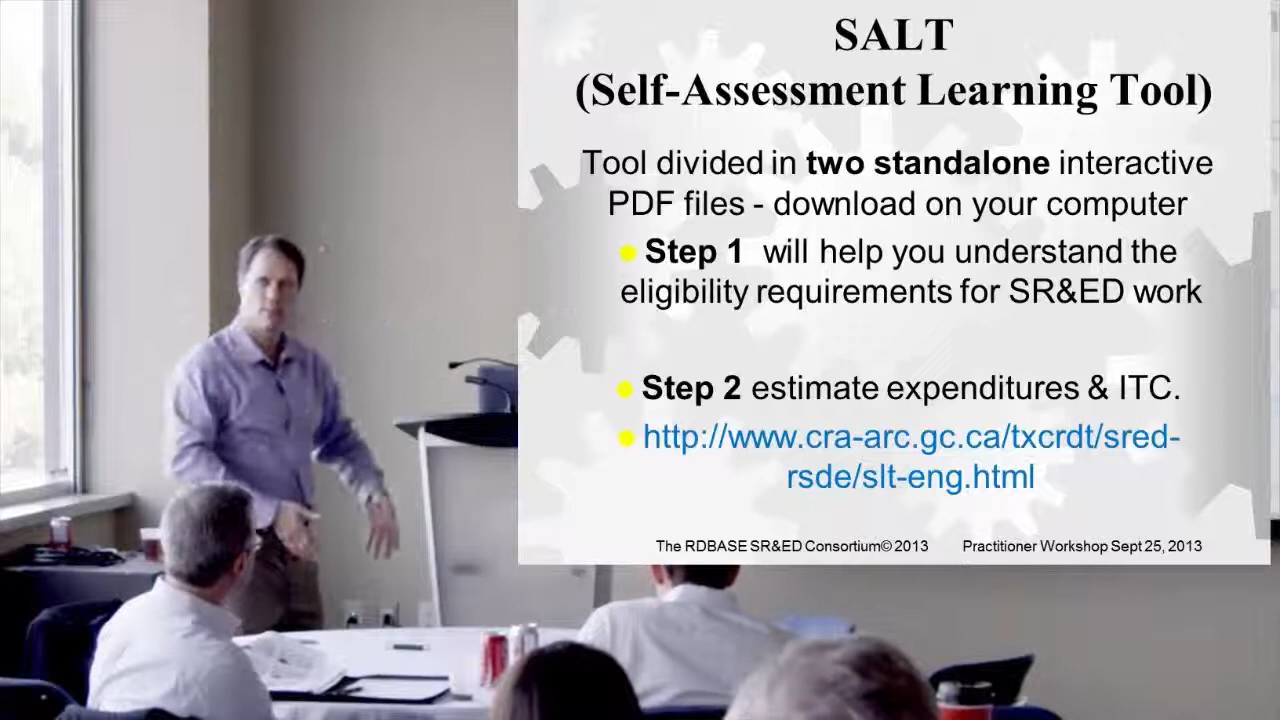 SALT
(Self-Assessment Learning Tool)
Tool divided in two standalone interactive
PDF files - download on your computer
Step 1 will help you understand the
eligibility requirements for SR&ED work
Step 2 estimate expenditures & ITC.
http://www.cra-arc.gc.ca/txcrdt/sred-
rsde/slt-eng.html
The RDBASE SR&ED Consortium© 2013 Practitioner Workshop Sept 25, 2013